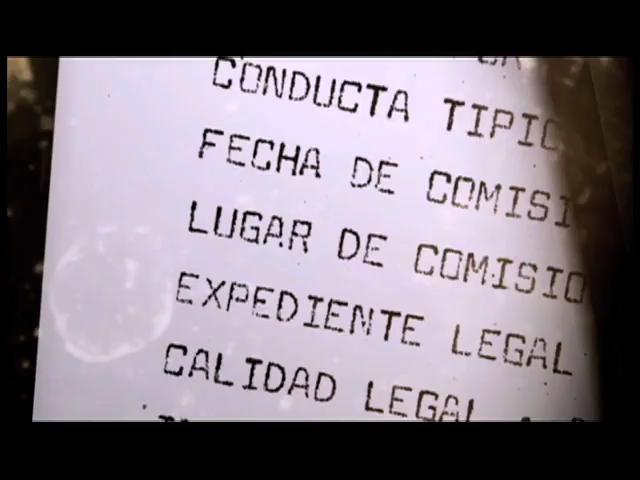 CONDUCTA TIPIC
FECHA DE COMISI
LUGAR DE COMISIO
EXPEDIENTE LEGAL
CALIDAD LEGAL